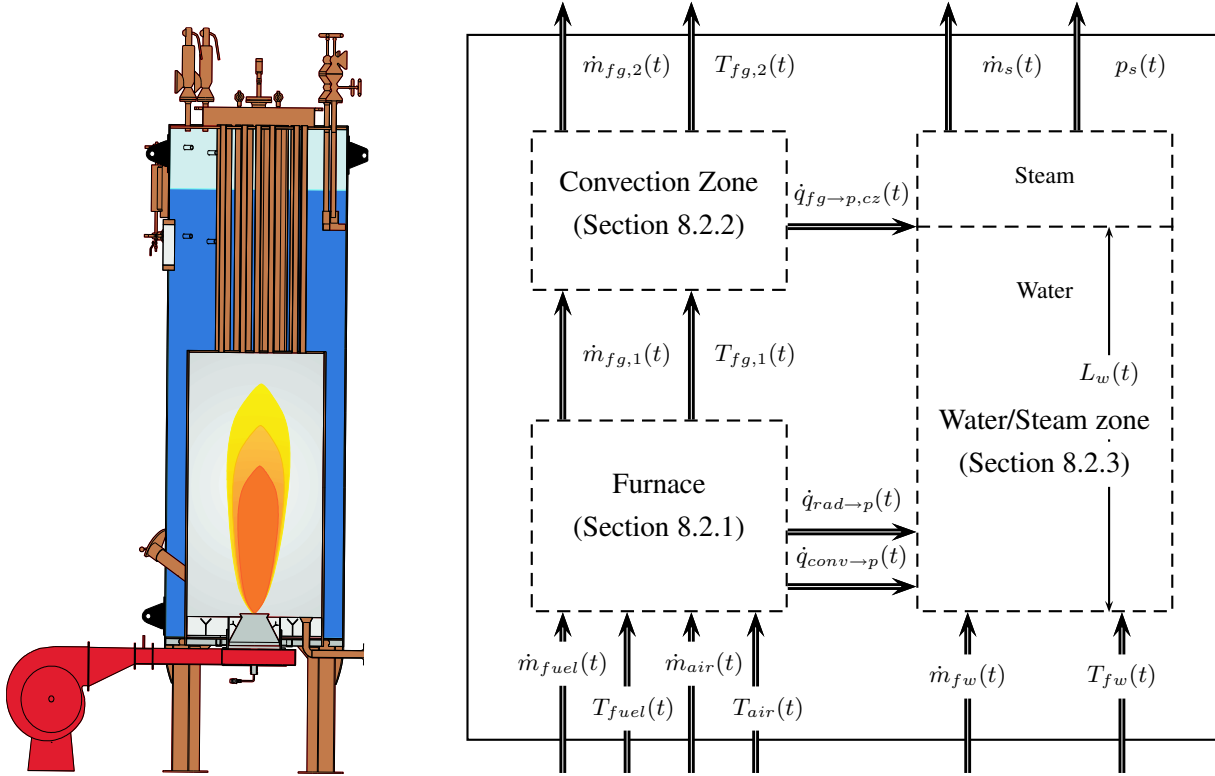 ṁ_{fg,2}(t) T_{fg,2}(t) ṁ_s(t) p_s(t)
Convection Zone
(Section 8.2.2)
q̇_{fg→p,cz}(t)
Steam
Water
ṁ_{fg,1}(t) T_{fg,1}(t)
L_w(t)
Water/Steam zone
(Section 8.2.3)
Furnace
(Section 8.2.1)
q̇_{rad→p}(t)
q̇_{conv→p}(t)
ṁ_{fuel}(t) ṁ_{air}(t) ṁ_{fw}(t) T_{fw}(t)
T_{fuel}(t) T_{air}(t)